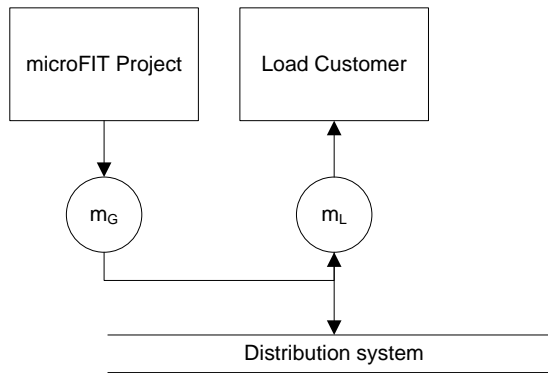 microFIT Project
Load Customer
mG
mL
Distribution system